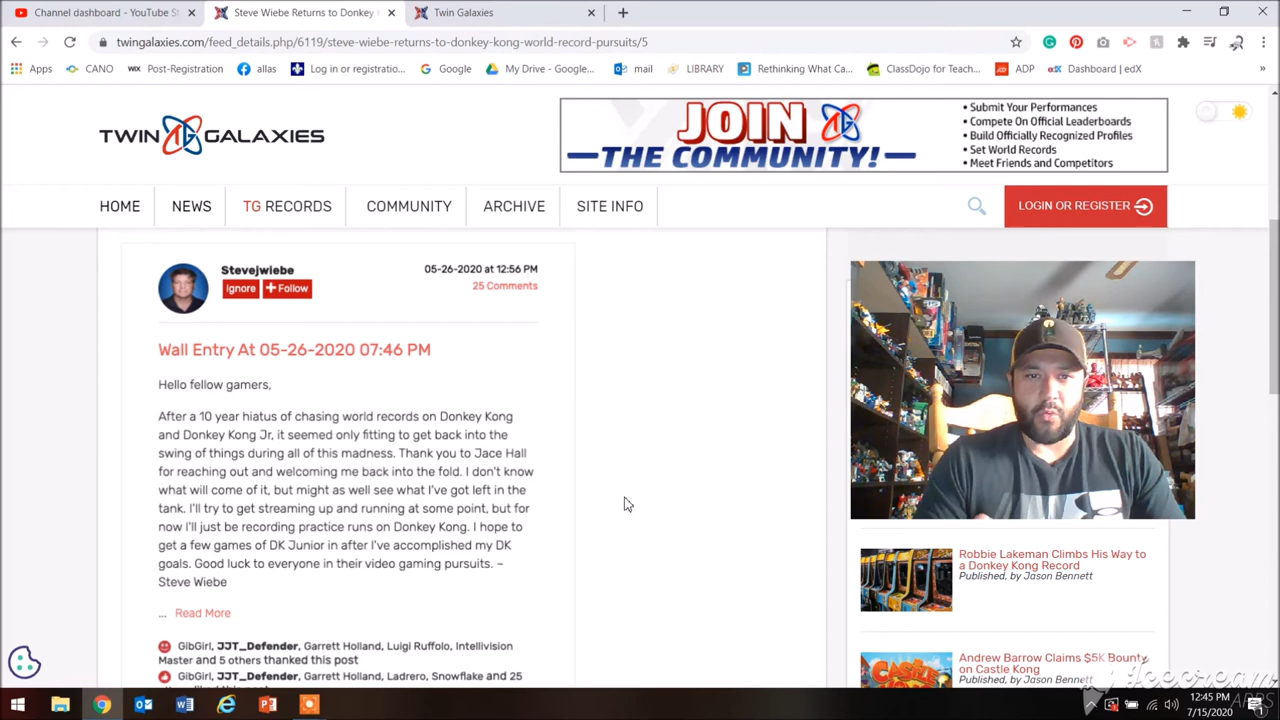 Channel dashboard - YouTube St
Steve Wiebe Returns to Donkey
Twin Galaxies
twingalaxies.com/feed_details.php/6119/steve-wiebe-returns-to-donkey-kong-world-record-pursuits/5
Apps CANO WIX Post-Registration allas Log in or registratio... Google My Drive - Google... mail LIBRARY Rethinking What Ca... ClassDojo for Teach... ADP edX Dashboard | edX »
TWIN GALAXIES
JOIN
THE COMMUNITY!
• Submit Your Performances
• Compete On Official Leaderboards
• Build Officially Recognized Profiles
• Set World Records
• Meet Friends and Competitors
HOME NEWS TG RECORDS COMMUNITY ARCHIVE SITE INFO LOGIN OR REGISTER
Stevejwiebe
05-26-2020 at 12:56 PM
Ignore + Follow
25 Comments
Wall Entry At 05-26-2020 07:46 PM
Hello fellow gamers,
After a 10 year hiatus of chasing world records on Donkey Kong
and Donkey Kong Jr, it seemed only fitting to get back into the
swing of things during all of this madness. Thank you to Jace Hall
for reaching out and welcoming me back into the fold. I don't know
what will come of it, but might as well see what I've got left in the
tank. I'll try to get streaming up and running at some point, but for
now I'll just be recording practice runs on Donkey Kong. I hope to
get a few games of DK Junior in after I've accomplished my DK
goals. Good luck to everyone in their video gaming pursuits. –
Steve Wiebe
... Read More
GibGirl, JJT_Defender, Garrett Holland, Luigi Ruffolo, Intellivision
Master and 5 others thanked this post
GibGirl, JJT_Defender, Garrett Holland, Ladrero, Snowflake and 25
Robbie Lakeman Climbs His Way to
a Donkey Kong Record
Published, by Jason Bennett
Andrew Barrow Claims $5K Bounty
on Castle Kong
Published, by Jason Bennett
Icecream
APPS
12:45 PM
7/15/2020